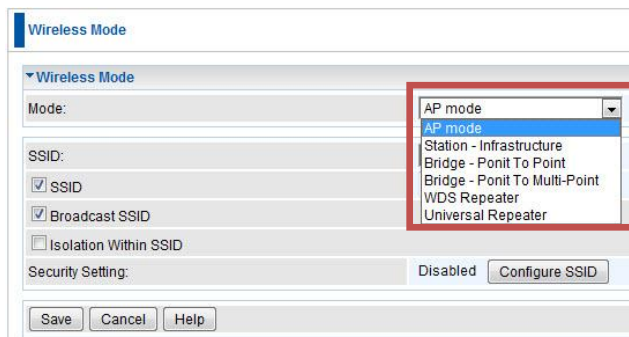 Wireless Mode
Wireless Mode
Mode:
AP mode
AP mode
Station - Infrastructure
Bridge - Ponit To Point
Bridge - Ponit To Multi-Point
WDS Repeater
Universal Repeater
SSID:
SSID
Broadcast SSID
Isolation Within SSID
Security Setting:
Disabled Configure SSID
Save Cancel Help